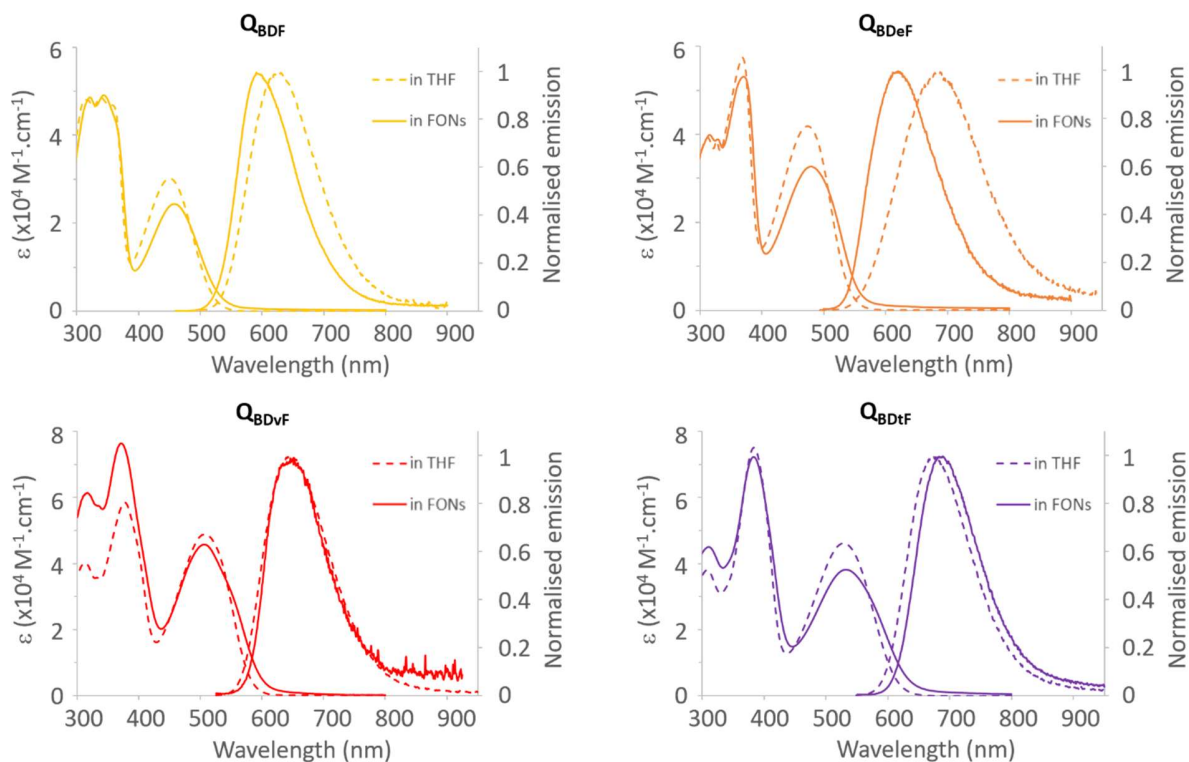 QBDF
6
4
2
0
ε (x10⁴ M⁻¹.cm⁻¹)
300 400 500 600 700 800 900
Wavelength (nm)
1
0.8
0.6
0.4
0.2
0
Normalised emission
in THF
in FONs
QBDeF
6
4
2
0
ε (x10⁴ M⁻¹.cm⁻¹)
300 400 500 600 700 800 900
Wavelength (nm)
1
0.8
0.6
0.4
0.2
0
Normalised emission
in THF
in FONs
QBDvF
8
6
4
2
0
ε (x10⁴ M⁻¹.cm⁻¹)
300 400 500 600 700 800 900
Wavelength (nm)
1
0.8
0.6
0.4
0.2
0
Normalised emission
in THF
in FONs
QBDtF
8
6
4
2
0
ε (x10⁴ M⁻¹.cm⁻¹)
300 400 500 600 700 800 900
Wavelength (nm)
1
0.8
0.6
0.4
0.2
0
Normalised emission
in THF
in FONs